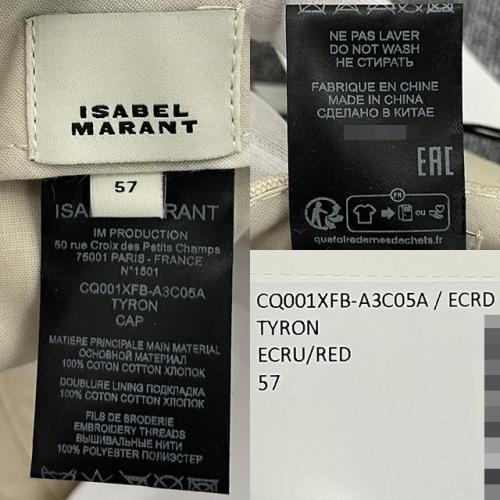 ISABEL
MARANT
57
IM PRODUCTION
50 rue Croix des Petits Champs
75001 PARIS - FRANCE
N°1501
CQ001XFB-A3C05A
TYRON
CAP
MATIERE PRINCIPALE MAIN MATERIAL
ОСНОВНОЙ МАТЕРИАЛ
100% COTON COTTON ХЛОПОК
DOUBLURE LINING ПОДКЛАДКА
100% COTON COTTON ХЛОПОК
FILS DE BRODERIE
EMBROIDERY THREADS
ВЫШИВАЛЬНЫЕ НИТИ
100% POLYESTER ПОЛИЭСТЕР
NE PAS LAVER
DO NOT WASH
НЕ СТИРАТЬ
FABRIQUE EN CHINE
MADE IN CHINA
СДЕЛАНО В КИТАЕ
EAC
FR
OU
quefairedemesdechets.fr
CQ001XFB-A3C05A / ECRD
TYRON
ECRU/RED
57